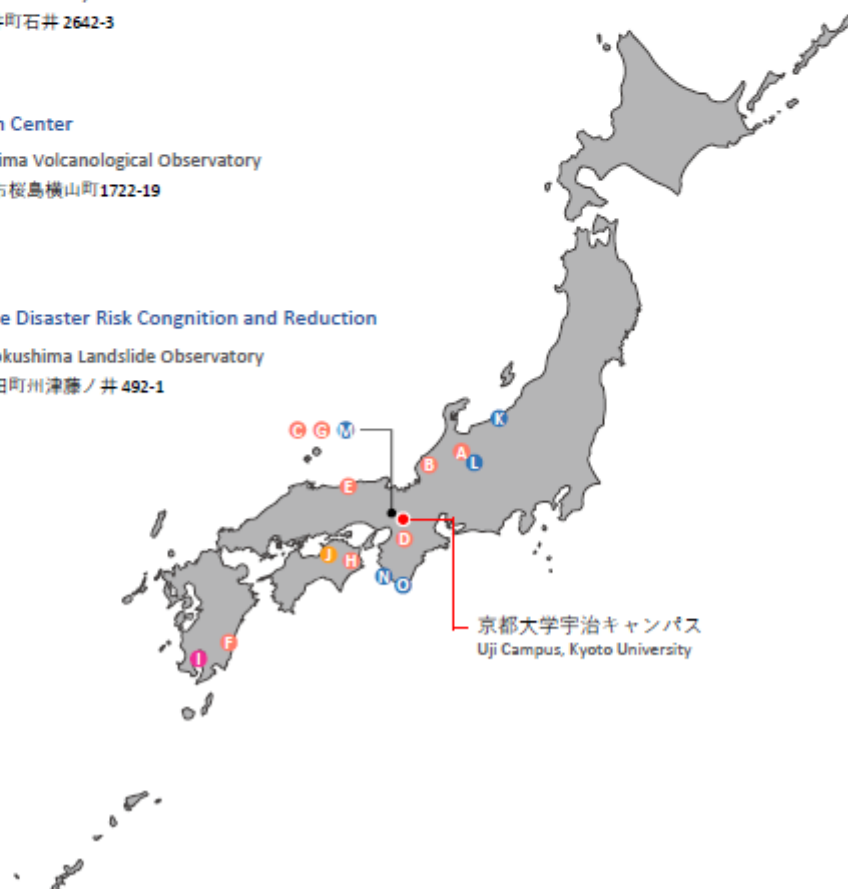 町石井 2642-3
Center
ima Volcanological Observatory
市桜島横山町1722-19
e Disaster Risk Congnition and Reduction
okushima Landslide Observatory
田町州津藤ノ井 492-1
K
C G M
A
B L
E
D
J H
N O
京都大学宇治キャンパス
Uji Campus, Kyoto University
F
I